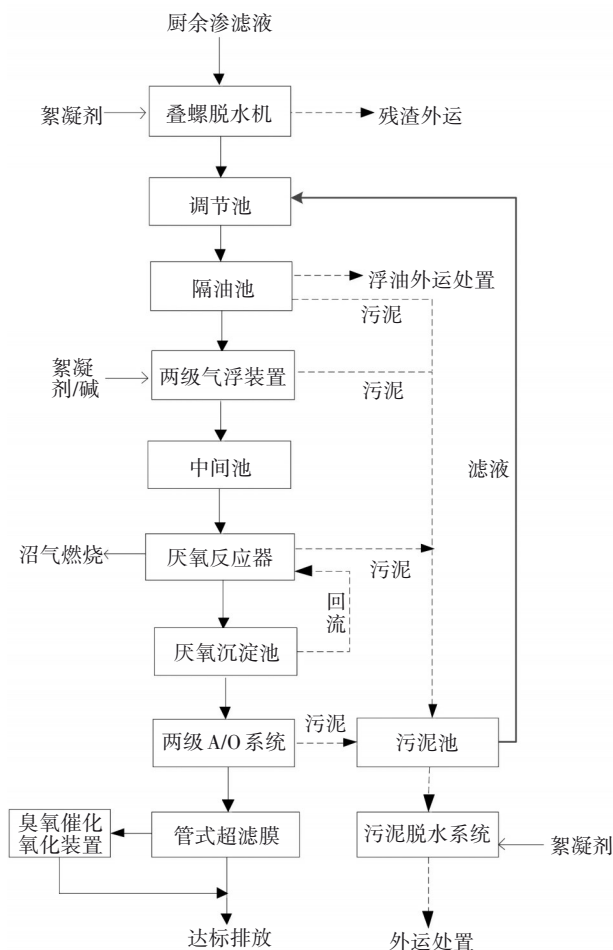 厨余渗滤液
絮凝剂
叠螺脱水机
残渣外运
调节池
隔油池
浮油外运处置
污泥
絮凝
剂/碱
两级气浮装置
污泥
滤液
中间池
沼气燃烧
厌氧反应器
污泥
回流
厌氧沉淀池
两级 A/O 系统
污泥
污泥池
臭氧催化
氧化装置
管式超滤膜
污泥脱水系统
絮凝剂
达标排放
外运处置